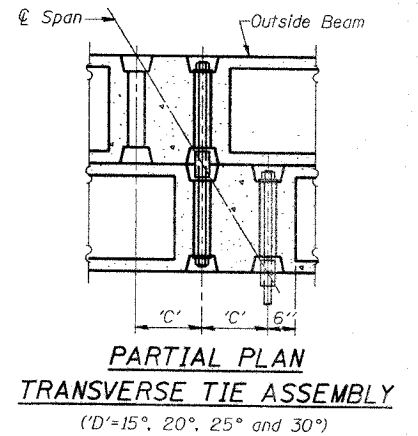 ℄ Span
Outside Beam
'C' 'C' 6"
PARTIAL PLAN
TRANSVERSE TIE ASSEMBLY
('D'=15°, 20°, 25° and 30°)